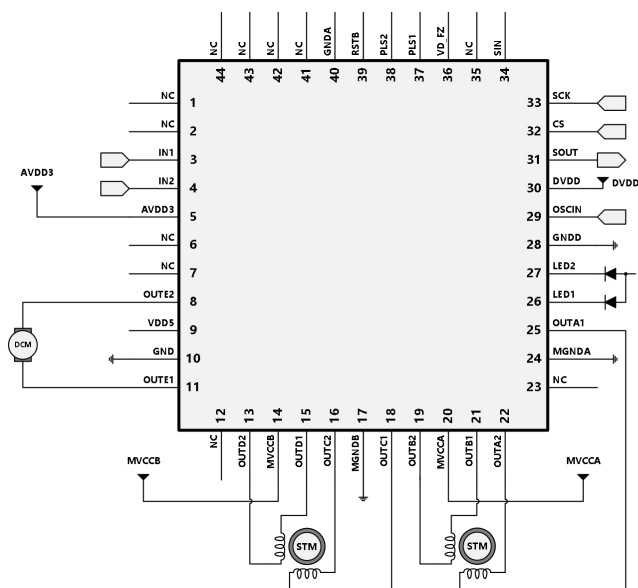 NC
NC
NC
NC
GNDA
RSTB
PLS2
PLS1
VD_FZ
NC
SIN
44
43
42
41
40
39
38
37
36
35
34
NC
1
NC
2
IN1
3
IN2
4
AVDD3
AVDD3
5
NC
6
NC
7
OUTE2
8
DCM
VDD5
9
GND
10
OUTE1
11
33
SCK
32
CS
31
SOUT
30
DVDD
DVDD
29
OSCIN
28
GNDD
27
LED2
26
LED1
25
OUTA1
24
MGNDA
23
NC
12
13
14
15
16
17
18
19
20
21
22
NC
OUTD2
MVCCB
OUTD1
OUTC2
MGNDB
OUTC1
OUTB2
MVCCA
OUTB1
OUTA2
MVCCB
MVCCA
STM
STM